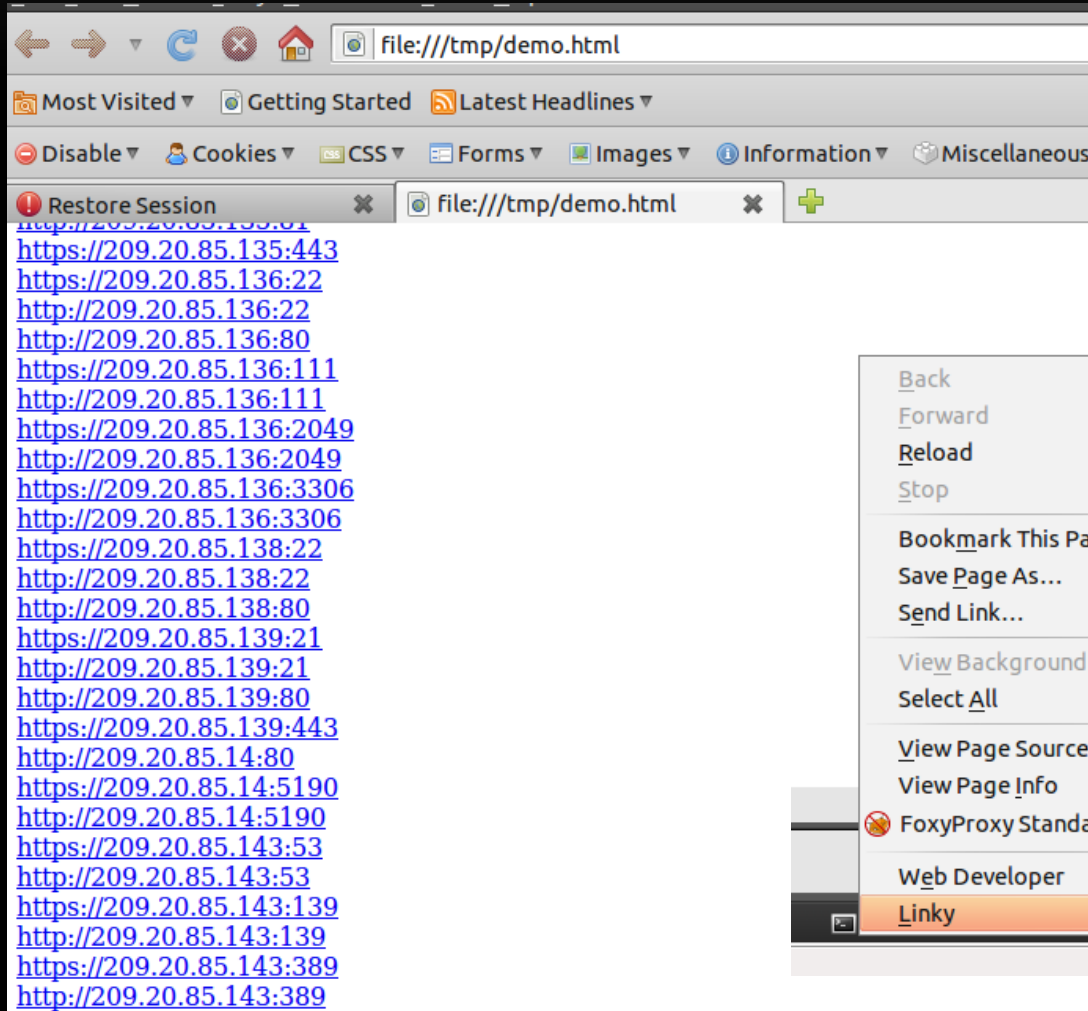 file:///tmp/demo.html
Most Visited Getting Started Latest Headlines
Disable Cookies CSS Forms Images Information Miscellaneous
Restore Session file:///tmp/demo.html
https://209.20.85.135:443
https://209.20.85.136:22
http://209.20.85.136:22
http://209.20.85.136:80
https://209.20.85.136:111
http://209.20.85.136:111
https://209.20.85.136:2049
http://209.20.85.136:2049
https://209.20.85.136:3306
http://209.20.85.136:3306
https://209.20.85.138:22
http://209.20.85.138:22
http://209.20.85.138:80
https://209.20.85.139:21
http://209.20.85.139:21
http://209.20.85.139:80
https://209.20.85.139:443
http://209.20.85.14:80
https://209.20.85.14:5190
http://209.20.85.14:5190
https://209.20.85.143:53
http://209.20.85.143:53
https://209.20.85.143:139
http://209.20.85.143:139
https://209.20.85.143:389
http://209.20.85.143:389
Back
Forward
Reload
Stop
Bookmark This Pa
Save Page As...
Send Link...
View Background
Select All
View Page Source
View Page Info
FoxyProxy Standa
Web Developer
Linky